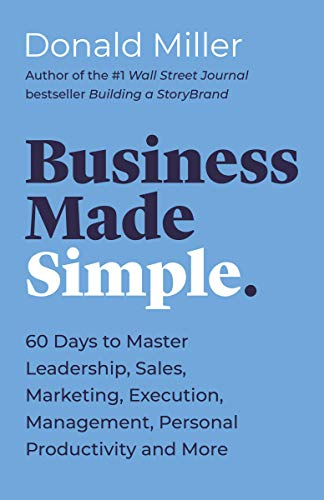 Donald Miller
Author of the #1 Wall Street Journal
bestseller Building a StoryBrand
Business
Made
Simple.
60 Days to Master
Leadership, Sales,
Marketing, Execution,
Management, Personal
Productivity and More